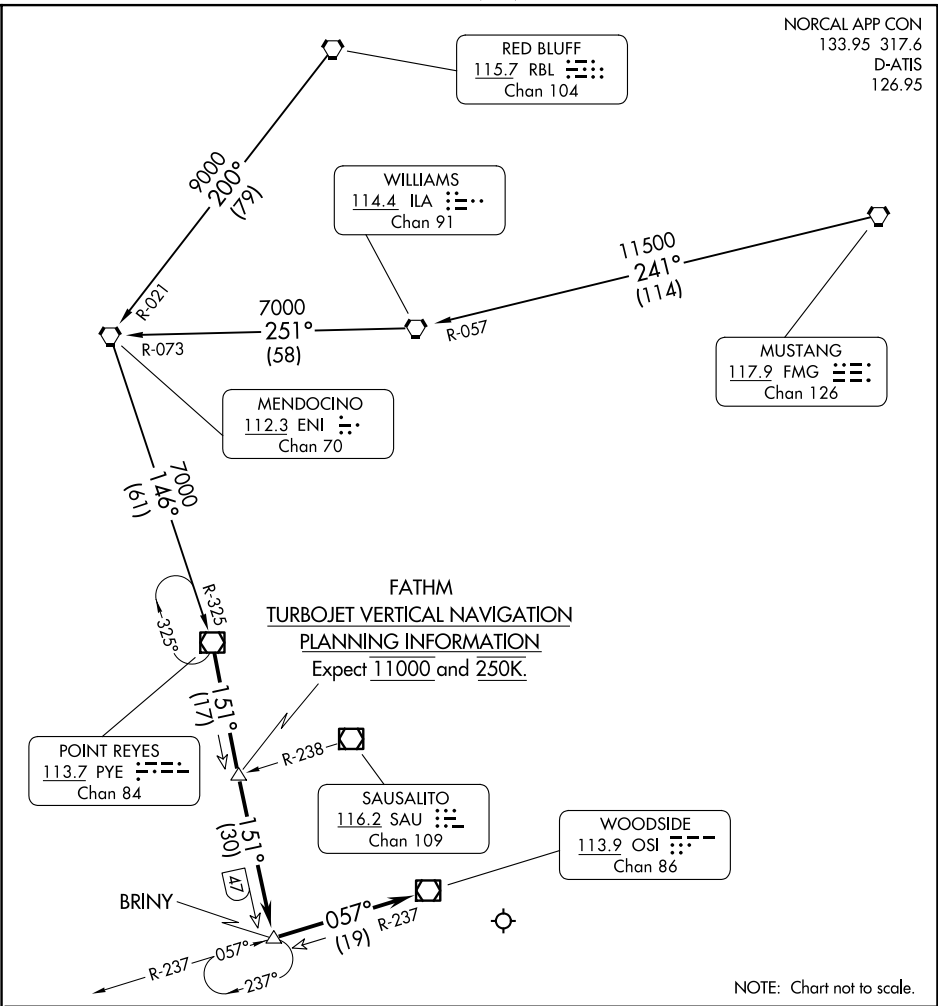 NORCAL APP CON
133.95 317.6
D-ATIS
126.95
RED BLUFF
115.7 RBL
Chan 104
9000
200°
(79)
R-021
WILLIAMS
114.4 ILA
Chan 91
11500
241°
(114)
R-057
7000
251°
(58)
R-073
MUSTANG
117.9 FMG
Chan 126
MENDOCINO
112.3 ENI
Chan 70
7000
146°
(61)
R-325
325°
FATHM
TURBOJET VERTICAL NAVIGATION
PLANNING INFORMATION
Expect 11000 and 250K.
151°
(17)
POINT REYES
113.7 PYE
Chan 84
R-238
SAUSALITO
116.2 SAU
Chan 109
151°
(30)
47
WOODSIDE
113.9 OSI
Chan 86
BRINY
057°
(19)
R-237
R-237
057°
237°
NOTE: Chart not to scale.